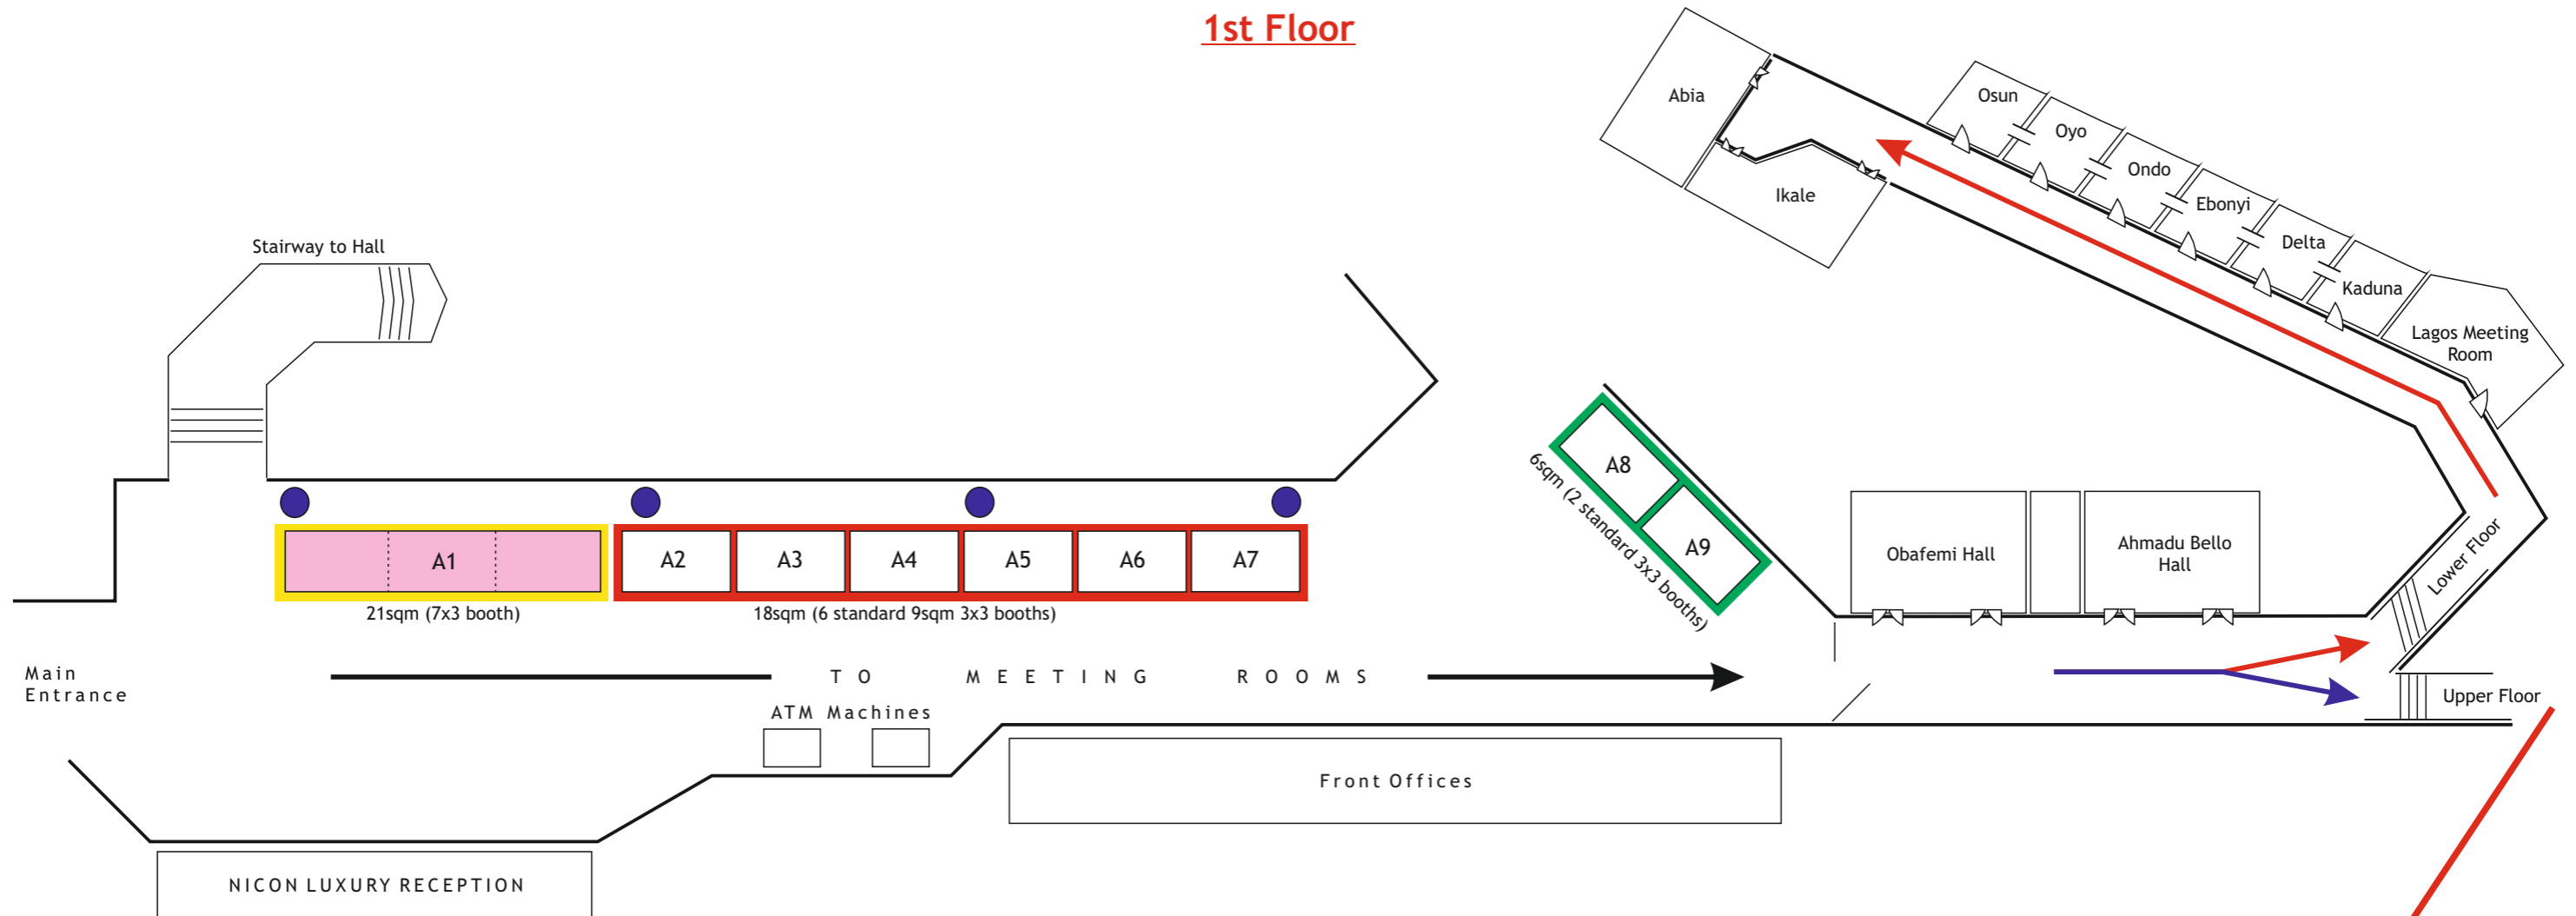 1st Floor
Abia
Ikale
Osun
Oyo
Ondo
Ebonyi
Delta
Kaduna
Lagos Meeting
Room
Stairway to Hall
A1
A2
A3
A4
A5
A6
A7
21sqm (7x3 booth)
18sqm (6 standard 9sqm 3x3 booths)
A8
A9
6sqm (2 standard 3x3 booths)
Obafemi Hall
Ahmadu Bello
Hall
Lower Floor
Upper Floor
Main
Entrance
TO MEETING ROOMS
ATM Machines
Front Offices
NICON LUXURY RECEPTION